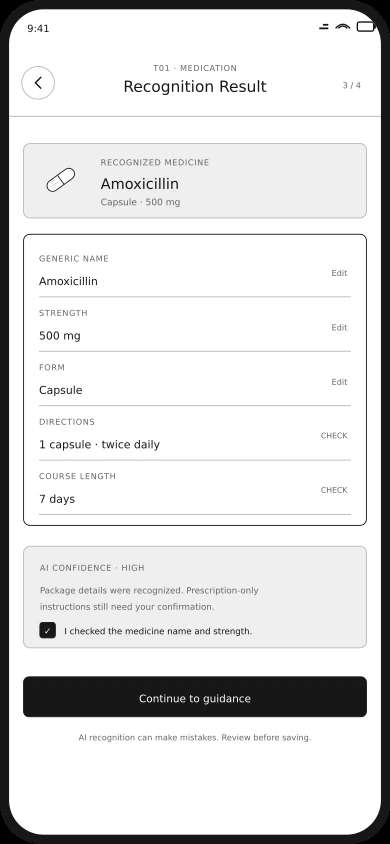 9:41
T01 · MEDICATION
Recognition Result
3 / 4
RECOGNIZED MEDICINE
Amoxicillin
Capsule · 500 mg
GENERIC NAME
Amoxicillin
Edit
STRENGTH
500 mg
Edit
FORM
Capsule
Edit
DIRECTIONS
1 capsule · twice daily
CHECK
COURSE LENGTH
7 days
CHECK
AI CONFIDENCE · HIGH
Package details were recognized. Prescription-only
instructions still need your confirmation.
✓ I checked the medicine name and strength.
Continue to guidance
AI recognition can make mistakes. Review before saving.